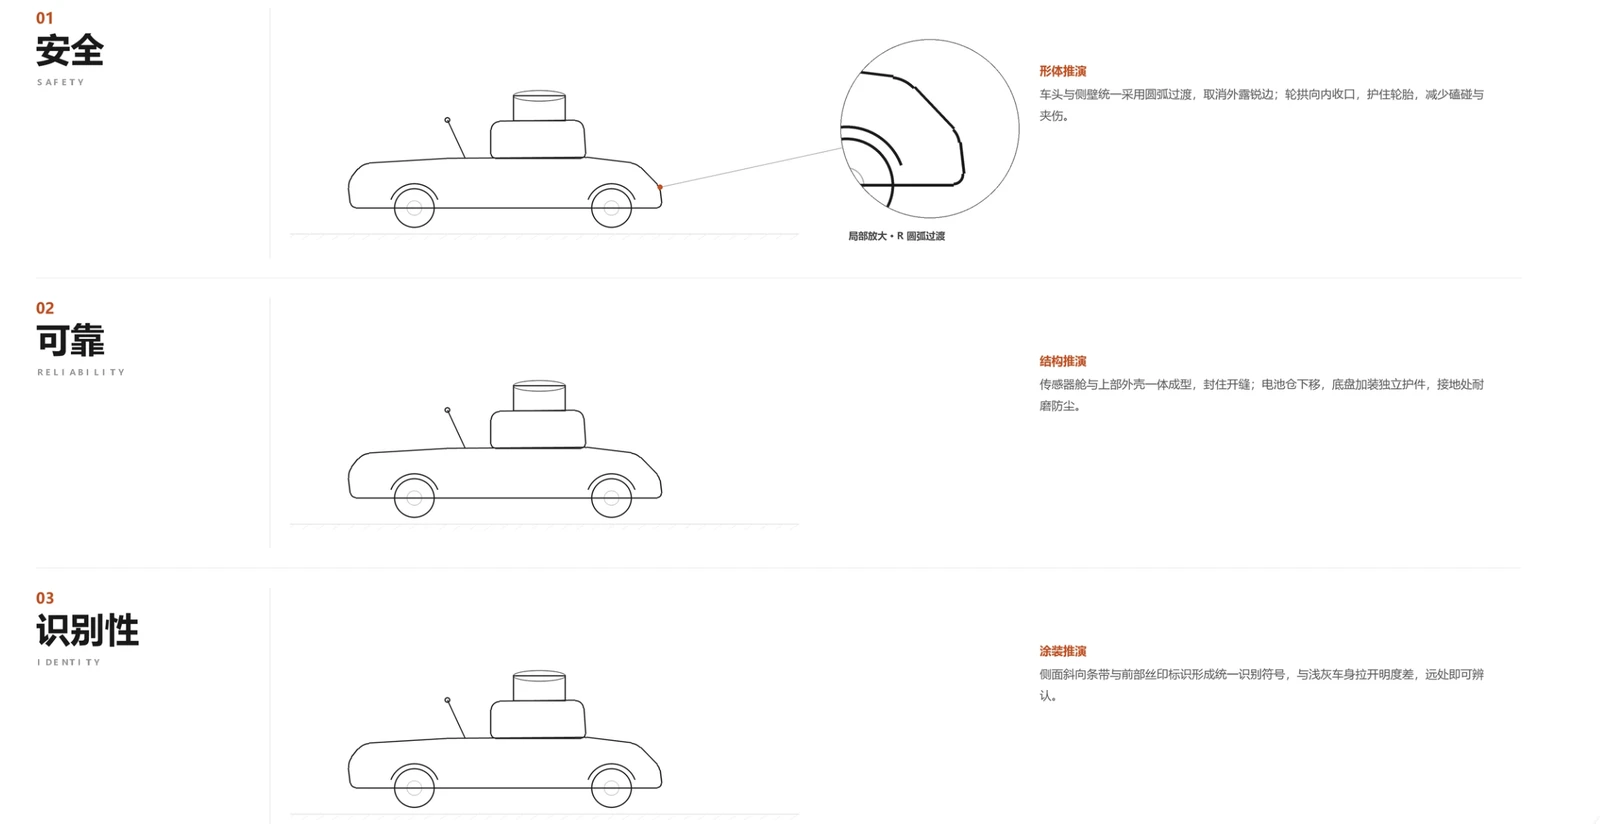 01
安全
SAFETY
形体推演
车头与侧壁统一采用圆弧过渡，取消外露锐边；轮拱向内收口，护住轮胎，减少磕碰与
夹伤。
局部放大·R 圆弧过渡
02
可靠
RELIABILITY
结构推演
传感器舱与上部外壳一体成型，封住开缝；电池仓下移，底盘加装独立护件，接地处耐
磨防尘。
03
识别性
IDENTITY
涂装推演
侧面斜向条带与前部丝印标识形成统一识别符号，与浅灰车身拉开明度差，远处即可辨
认。